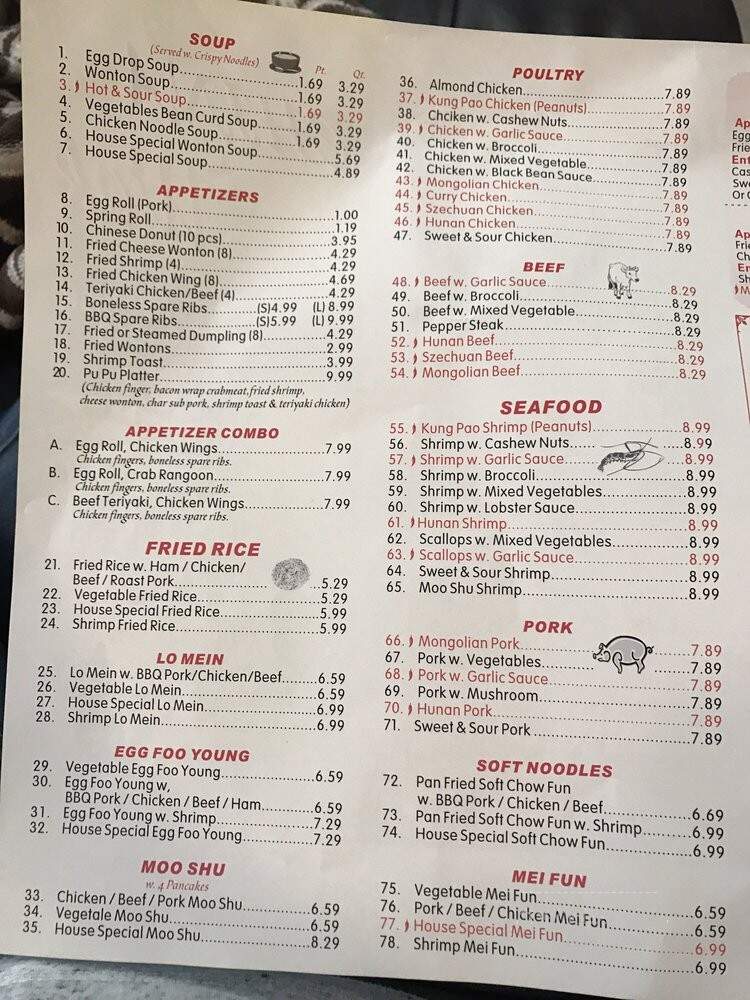 SOUP
(Served w. Crispy Noodles)
Pt. Qt.
1. Egg Drop Soup 1.69 3.29
2. Wonton Soup 1.69 3.29
3. Hot & Sour Soup 1.69 3.29
4. Vegetables Bean Curd Soup 1.69 3.29
5. Chicken Noodle Soup 1.69 3.29
6. House Special Wonton Soup 5.69
7. House Special Soup 4.89
APPETIZERS
8. Egg Roll (Pork) 1.00
9. Spring Roll 1.19
10. Chinese Donut (10 pcs) 3.95
11. Fried Cheese Wonton (8) 4.29
12. Fried Shrimp (4) 4.29
13. Fried Chicken Wing (8) 4.69
14. Teriyaki Chicken/Beef (4) 4.29
15. Boneless Spare Ribs (S)4.99 (L) 8.99
16. BBQ Spare Ribs (S)5.99 (L) 9.99
17. Fried or Steamed Dumpling (8) 4.29
18. Fried Wontons 2.99
19. Shrimp Toast 3.99
20. Pu Pu Platter 9.99
(Chicken finger, bacon wrap crabmeat, fried shrimp,
cheese wonton, char sub pork, shrimp toast & teriyaki chicken)
APPETIZER COMBO
A. Egg Roll, Chicken Wings 7.99
Chicken fingers, boneless spare ribs.
B. Egg Roll, Crab Rangoon 7.99
Chicken fingers, boneless spare ribs.
C. Beef Teriyaki, Chicken Wings 7.99
Chicken fingers, boneless spare ribs.
FRIED RICE
21. Fried Rice w. Ham / Chicken/
Beef / Roast Pork 5.29
22. Vegetable Fried Rice 5.29
23. House Special Fried Rice 5.99
24. Shrimp Fried Rice 5.99
LO MEIN
25. Lo Mein w. BBQ Pork/Chicken/Beef 6.59
26. Vegetable Lo Mein 6.59
27. House Special Lo Mein 6.99
28. Shrimp Lo Mein 6.99
EGG FOO YOUNG
29. Vegetable Egg Foo Young 6.59
30. Egg Foo Young w,
BBQ Pork / Chicken / Beef / Ham 6.59
31. Egg Foo Young w. Shrimp 7.29
32. House Special Egg Foo Young 7.29
MOO SHU
w. 4 Pancakes
33. Chicken / Beef / Pork Moo Shu 6.59
34. Vegetale Moo Shu 6.59
35. House Special Moo Shu 8.29
POULTRY
36. Almond Chicken 7.89
37. Kung Pao Chicken (Peanuts) 7.89
38. Chciken w. Cashew Nuts 7.89
39. Chicken w. Garlic Sauce 7.89
40. Chicken w. Broccoli 7.89
41. Chicken w. Mixed Vegetable 7.89
42. Chicken w. Black Bean Sauce 7.89
43. Mongolian Chicken 7.89
44. Curry Chicken 7.89
45. Szechuan Chicken 7.89
46. Hunan Chicken 7.89
47. Sweet & Sour Chicken 7.89
BEEF
48. Beef w. Garlic Sauce 8.29
49. Beef w. Broccoli 8.29
50. Beef w. Mixed Vegetable 8.29
51. Pepper Steak 8.29
52. Hunan Beef 8.29
53. Szechuan Beef 8.29
54. Mongolian Beef 8.29
SEAFOOD
55. Kung Pao Shrimp (Peanuts) 8.99
56. Shrimp w. Cashew Nuts 8.99
57. Shrimp w. Garlic Sauce 8.99
58. Shrimp w. Broccoli 8.99
59. Shrimp w. Mixed Vegetables 8.99
60. Shrimp w. Lobster Sauce 8.99
61. Hunan Shrimp 8.99
62. Scallops w. Mixed Vegetables 8.99
63. Scallops w. Garlic Sauce 8.99
64. Sweet & Sour Shrimp 8.99
65. Moo Shu Shrimp 8.99
PORK
66. Mongolian Pork 7.89
67. Pork w. Vegetables 7.89
68. Pork w. Garlic Sauce 7.89
69. Pork w. Mushroom 7.89
70. Hunan Pork 7.89
71. Sweet & Sour Pork 7.89
SOFT NOODLES
72. Pan Fried Soft Chow Fun
w. BBQ Pork / Chicken / Beef 6.69
73. Pan Fried Soft Chow Fun w. Shrimp 6.99
74. House Special Soft Chow Fun 6.99
MEI FUN
75. Vegetable Mei Fun 6.59
76. Pork / Beef / Chicken Mei Fun 6.59
77. House Special Mei Fun 6.99
78. Shrimp Mei Fun 6.99